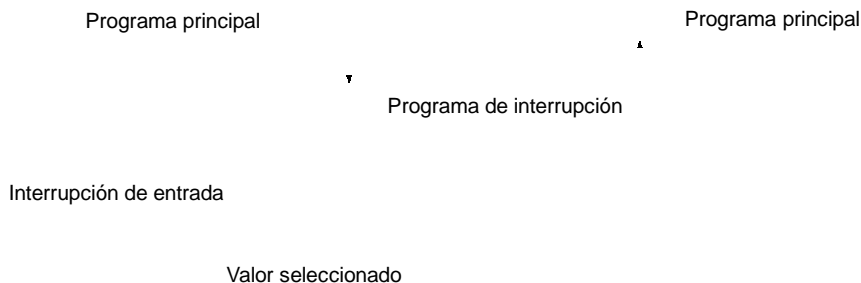 Programa principal
Programa principal
Programa de interrupción
Interrupción de entrada
Valor seleccionado